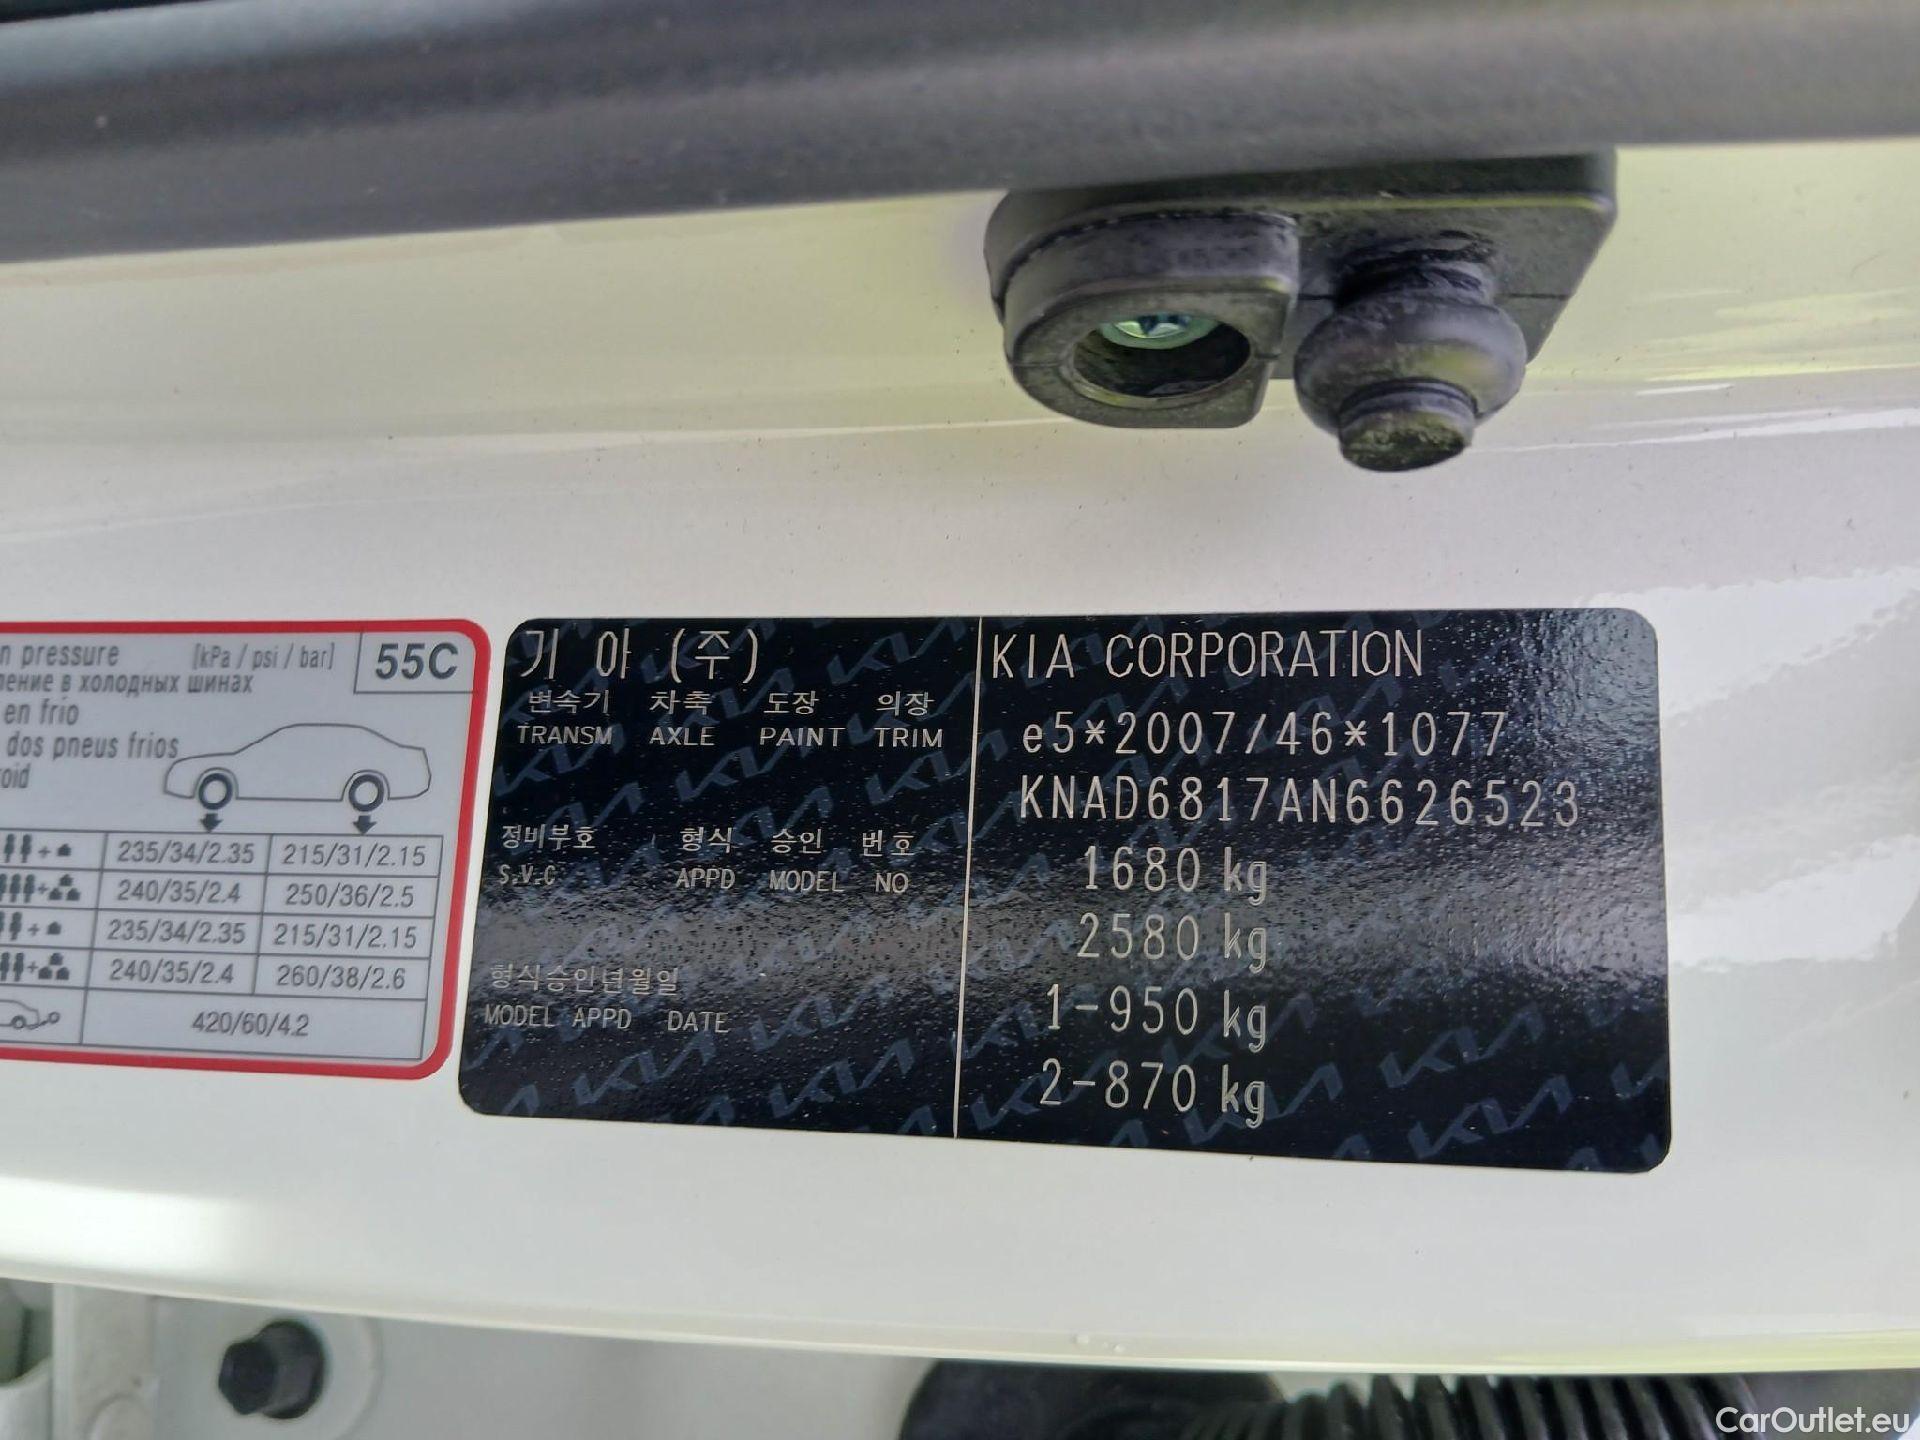 n pressure [kPa / psi / bar] 55C
ление в холодных шинах
en frio
dos pneus frios
oid
235/34/2.35 215/31/2.15
240/35/2.4 250/36/2.5
235/34/2.35 215/31/2.15
240/35/2.4 260/38/2.6
420/60/4.2
기 아 (주)
변속기 차축 도장 의장
TRANSM AXLE PAINT TRIM
정비부호 형식 승인 번호
S.V.C APPD MODEL NO
형식승인년월일
MODEL APPD DATE
KIA CORPORATION
e5*2007/46*1077
KNAD6817AN6626523
1680 kg
2580 kg
1-950 kg
2-870 kg
CarOutlet.eu